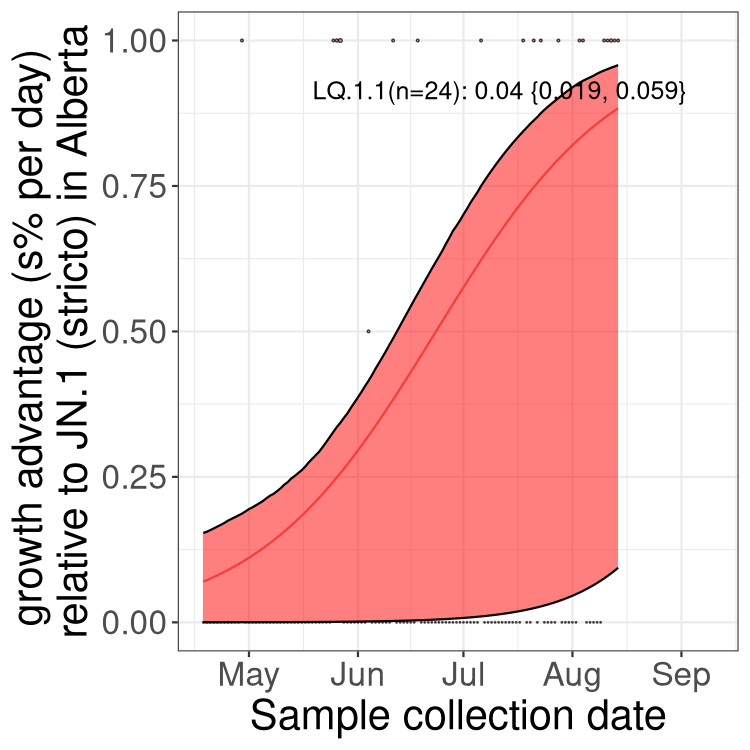 growth advantage (s% per day)
relative to JN.1 (stricto) in Alberta
1.00
0.75
0.50
0.25
0.00
LQ.1.1(n=24): 0.04 {0.019, 0.059}
May Jun Jul Aug Sep
Sample collection date